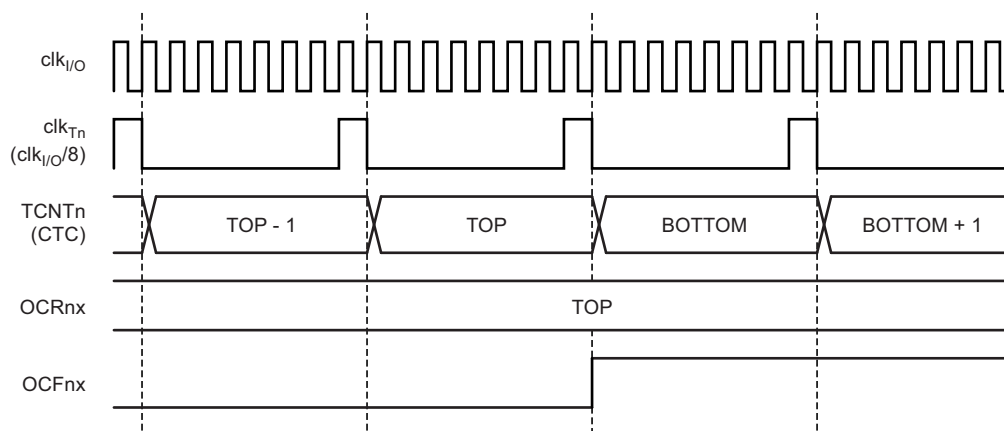 clkI/O
clkTn
(clkI/O/8)
TCNTn
(CTC)
TOP - 1
TOP
BOTTOM
BOTTOM + 1
OCRnx
TOP
OCFnx